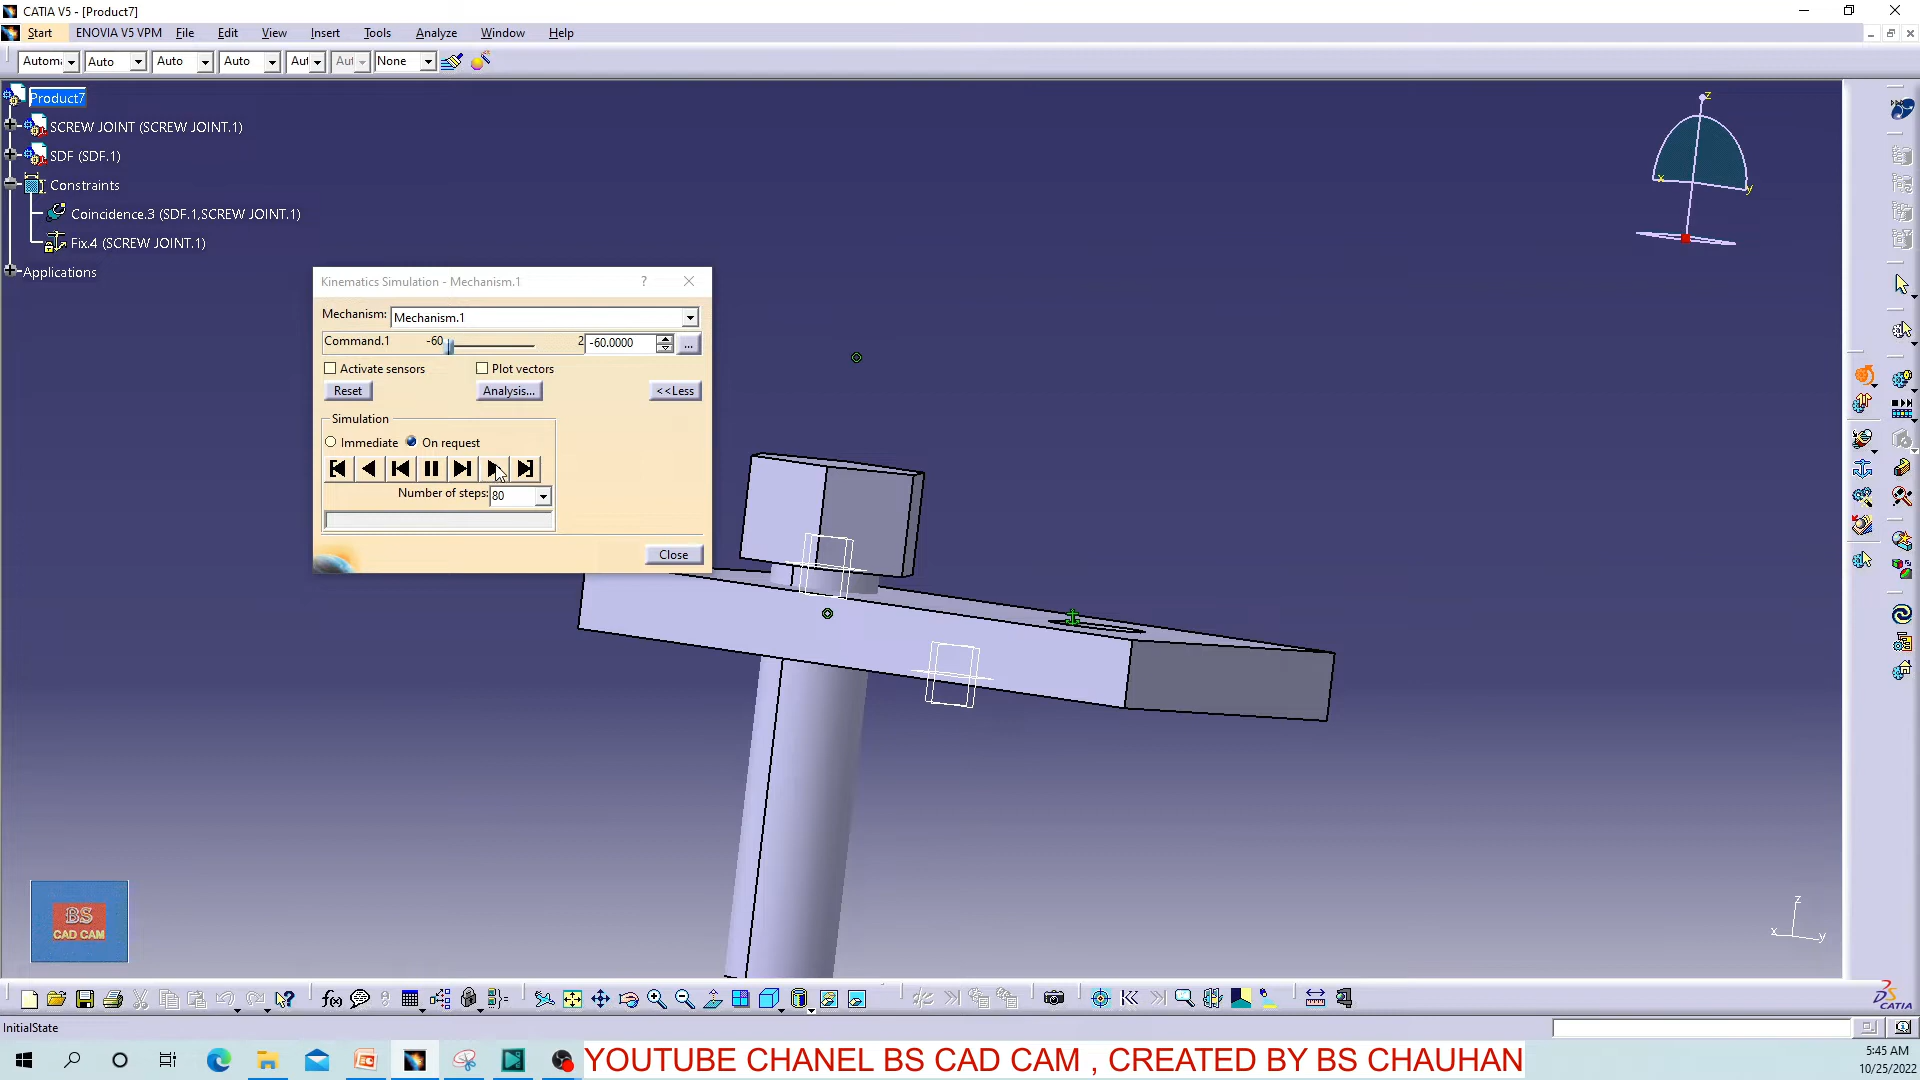 CATIA V5 - [Product7]
Start ENOVIA V5 VPM File Edit View Insert Tools Analyze Window Help
Auto Auto Auto None
Product7
SCREW JOINT (SCREW JOINT.1)
SDF (SDF.1)
Constraints
Coincidence.3 (SDF.1,SCREW JOINT.1)
Fix.4 (SCREW JOINT.1)
Applications
Kinematics Simulation - Mechanism.1 ?
Mechanism: Mechanism.1
Command.1 -60 2 -60.0000 ...
Activate sensors Plot vectors
Reset Analysis... <<Less
Simulation
Immediate On request
Number of steps: 80
Close
z
x y
z
x y
BS
CAD CAM
CATIA
InitialState
YOUTUBE CHANEL BS CAD CAM , CREATED BY BS CHAUHAN
5:45 AM
10/25/2022